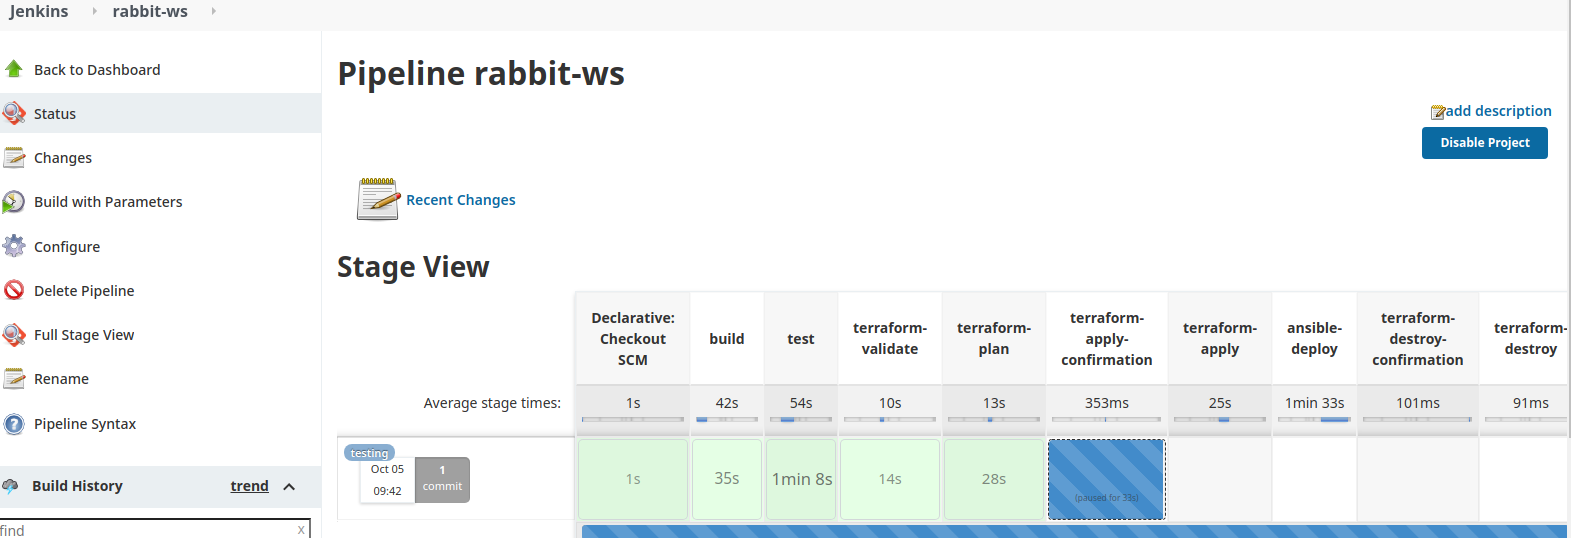 Jenkins rabbit-ws
Back to Dashboard
Status
Changes
Build with Parameters
Configure
Delete Pipeline
Full Stage View
Rename
Pipeline Syntax
Build History trend
find x
Pipeline rabbit-ws
add description
Disable Project
Recent Changes
Stage View
Declarative:
Checkout
SCM
build
test
terraform-
validate
terraform-
plan
terraform-
apply-
confirmation
terraform-
apply
ansible-
deploy
terraform-
destroy-
confirmation
terraform-
destroy
Average stage times: 1s 42s 54s 10s 13s 353ms 25s 1min 33s 101ms 91ms
testing
Oct 05
09:42
1
commit
1s 35s 1min 8s 14s 28s
(paused for 33s)